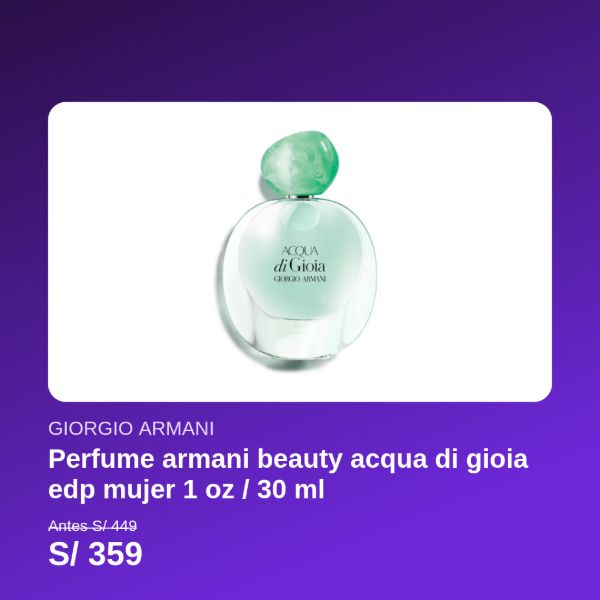 ACQUA
di Gioia
GIORGIO ARMANI
GIORGIO ARMANI
Perfume armani beauty acqua di gioia
edp mujer 1 oz / 30 ml
Antes S/ 449
S/ 359